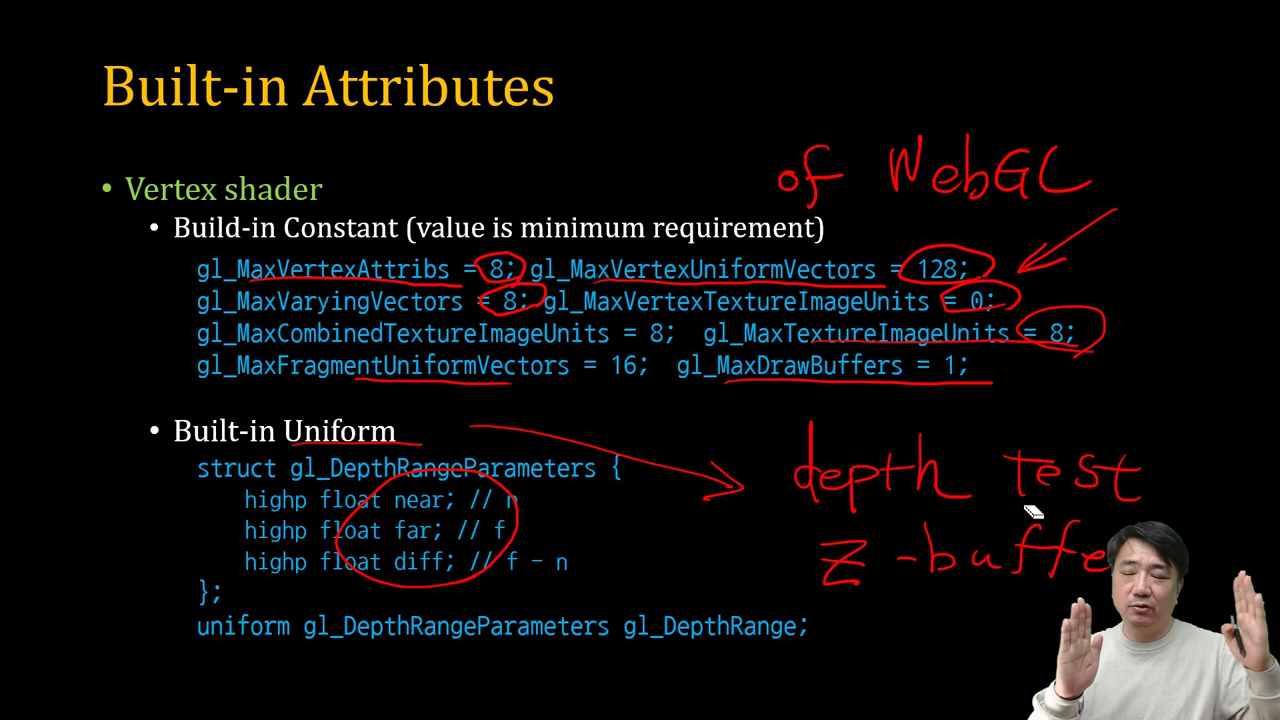 Built-in Attributes
of WebGL
• Vertex shader
• Build-in Constant (value is minimum requirement)
gl_MaxVertexAttribs = 8; gl_MaxVertexUniformVectors = 128;
gl_MaxVaryingVectors = 8; gl_MaxVertexTextureImageUnits = 0;
gl_MaxCombinedTextureImageUnits = 8; gl_MaxTextureImageUnits = 8;
gl_MaxFragmentUniformVectors = 16; gl_MaxDrawBuffers = 1;
• Built-in Uniform
struct gl_DepthRangeParameters {
highp float near; // n
highp float far; // f
highp float diff; // f - n
};
uniform gl_DepthRangeParameters gl_DepthRange;
depth test
z-buffe